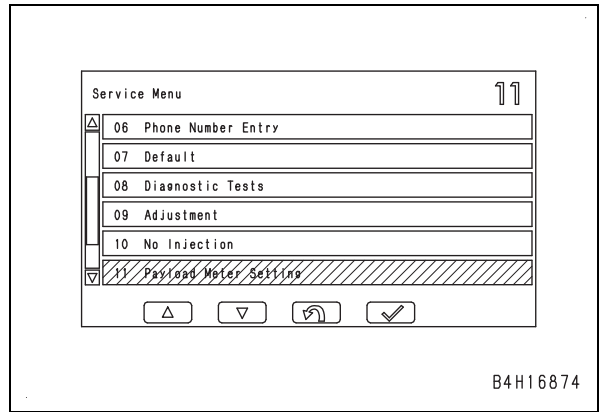 Service Menu
11
06 Phone Number Entry
07 Default
08 Diagnostic Tests
09 Adjustment
10 No Injection
11 Payload Meter Setting
B4H16874